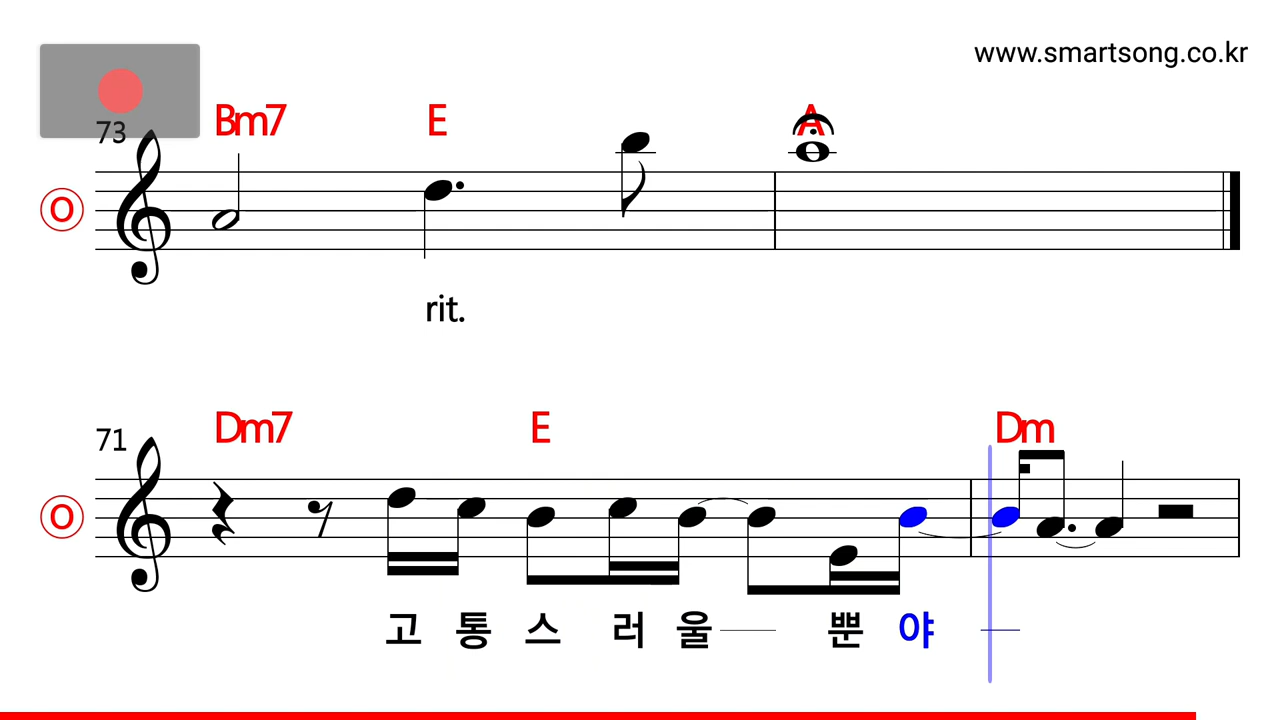 www.smartsong.co.kr
73 Bm7 E A
O
rit.
71 Dm7 E Dm
O
고 통 스 러 울 뿐 야